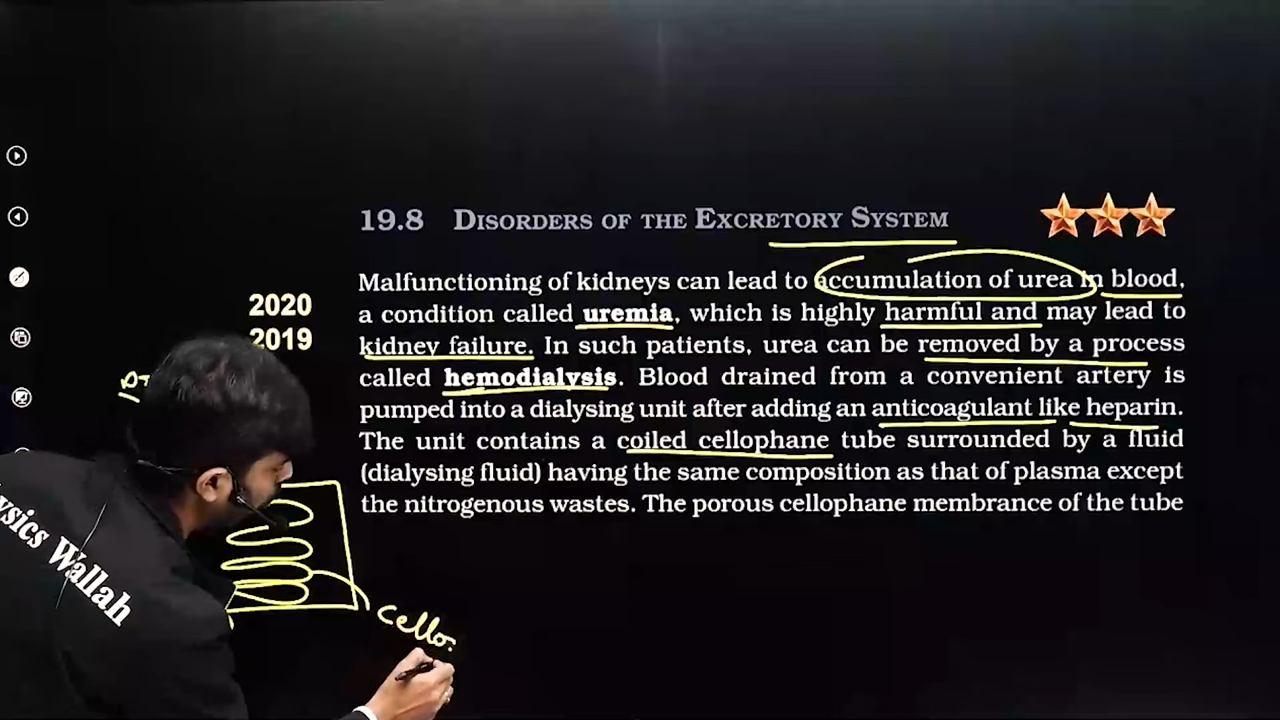 19.8 DISORDERS OF THE EXCRETORY SYSTEM
Malfunctioning of kidneys can lead to accumulation of urea in blood,
a condition called uremia, which is highly harmful and may lead to
kidney failure. In such patients, urea can be removed by a process
called hemodialysis. Blood drained from a convenient artery is
pumped into a dialysing unit after adding an anticoagulant like heparin.
The unit contains a coiled cellophane tube surrounded by a fluid
(dialysing fluid) having the same composition as that of plasma except
the nitrogenous wastes. The porous cellophane membrance of the tube
2020
2019
Cello.
Wallah